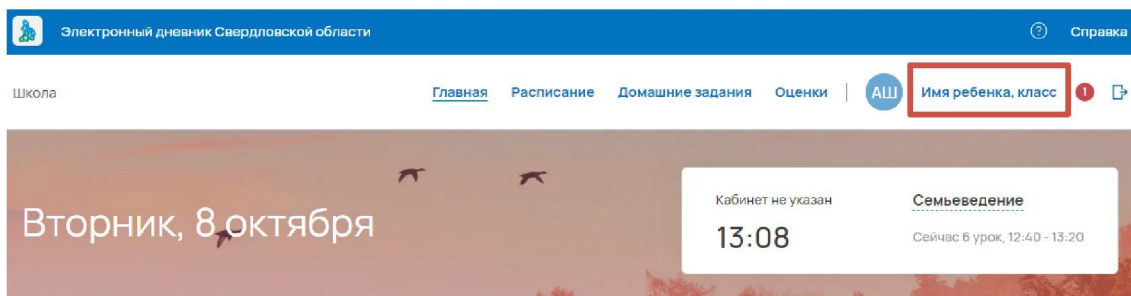 Электронный дневник Свердловской области
Справка
Школа
Главная Расписание Домашние задания Оценки АШ Имя ребенка, класс 1
Вторник, 8 октября
Кабинет не указан
13:08
Семьеведение
Сейчас 6 урок, 12:40 - 13:20